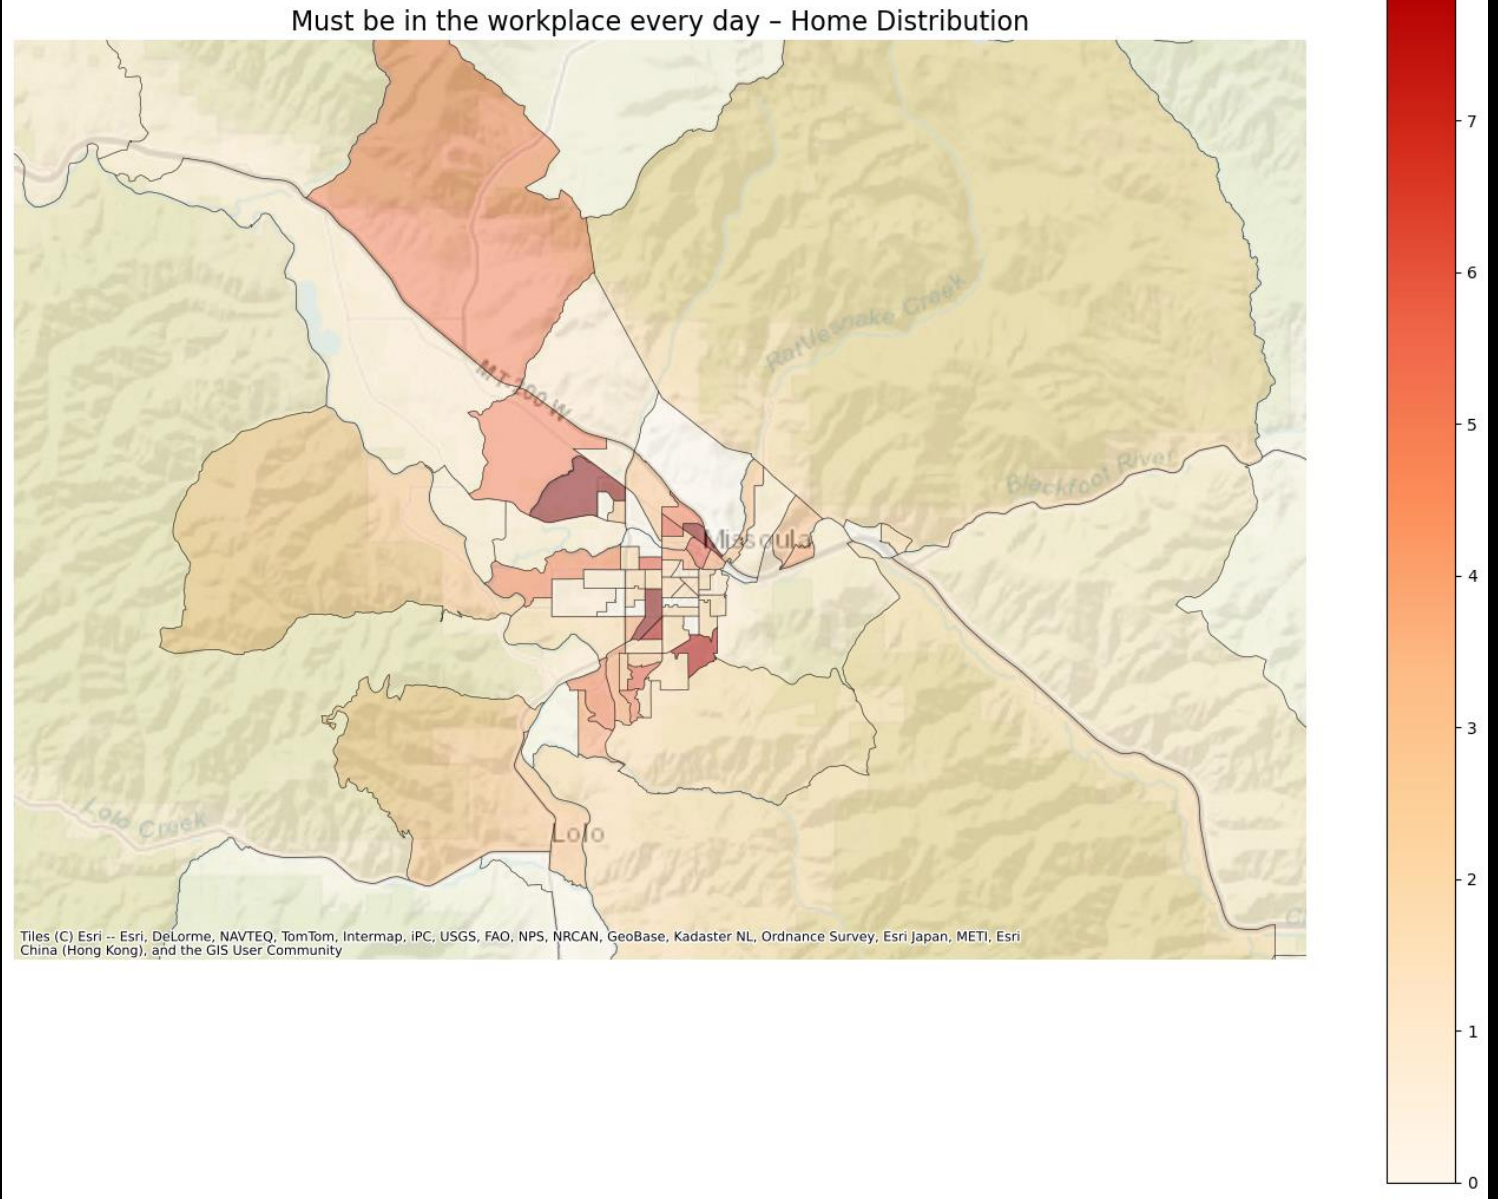 Must be in the workplace every day – Home Distribution
7
6
Rattlesnake Creek
MT-200 W
5
Blackfoot River
Missoula
4
3
Lolo Creek
Lolo
2
Tiles (C) Esri -- Esri, DeLorme, NAVTEQ, TomTom, Intermap, iPC, USGS, FAO, NPS, NRCAN, GeoBase, Kadaster NL, Ordnance Survey, Esri Japan, METI, Esri
China (Hong Kong), and the GIS User Community
1
0